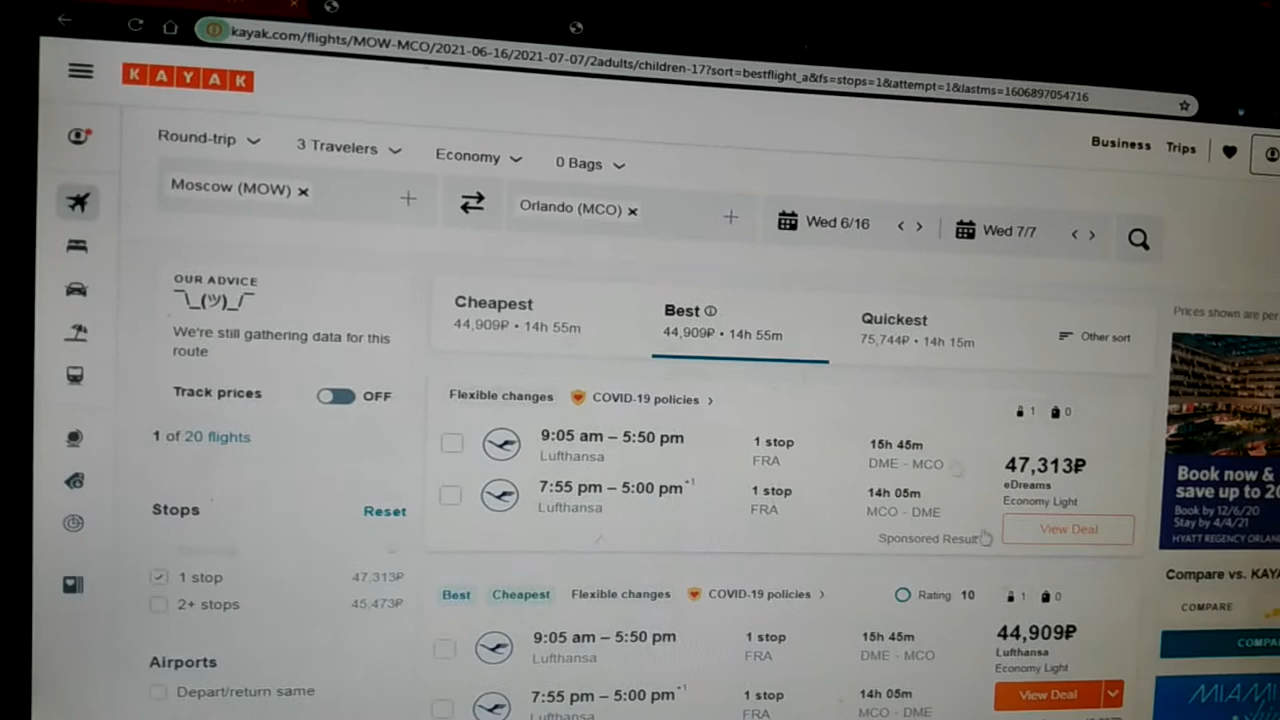 kayak.com/flights/MOW-MCO/2021-06-16/2021-07-07/2adults/children-17?sort=bestflight_a&fs=stops=1&attempt=1&lastms=1606897054716
KAYAK
Business Trips
Round-trip 3 Travelers Economy 0 Bags
Moscow (MOW) × Orlando (MCO) × Wed 6/16 Wed 7/7
OUR ADVICE
¯\_(ツ)_/¯
We're still gathering data for this
route
Track prices OFF
1 of 20 flights
Stops Reset
1 stop 47,313₽
2+ stops 45,473₽
Airports
Depart/return same
Cheapest
44,909₽ • 14h 55m
Best
44,909₽ • 14h 55m
Quickest
75,744₽ • 14h 15m
Other sort
Flexible changes COVID-19 policies 1 0
9:05 am – 5:50 pm 1 stop 15h 45m
Lufthansa FRA DME - MCO
7:55 pm – 5:00 pm+1 1 stop 14h 05m
Lufthansa FRA MCO - DME
47,313₽
eDreams
Economy Light
View Deal
Sponsored Result
Best Cheapest Flexible changes COVID-19 policies Rating 10 1 0
9:05 am – 5:50 pm 1 stop 15h 45m
Lufthansa FRA DME - MCO
7:55 pm – 5:00 pm+1 1 stop 14h 05m
Lufthansa FRA MCO - DME
44,909₽
Lufthansa
Economy Light
View Deal
Prices shown are per
Book now &
save up to 20
Book by 12/6/20
Stay by 4/4/21
HYATT REGENCY ORLAN
Compare vs. KAYA
COMPARE
COMPA
MIAMI